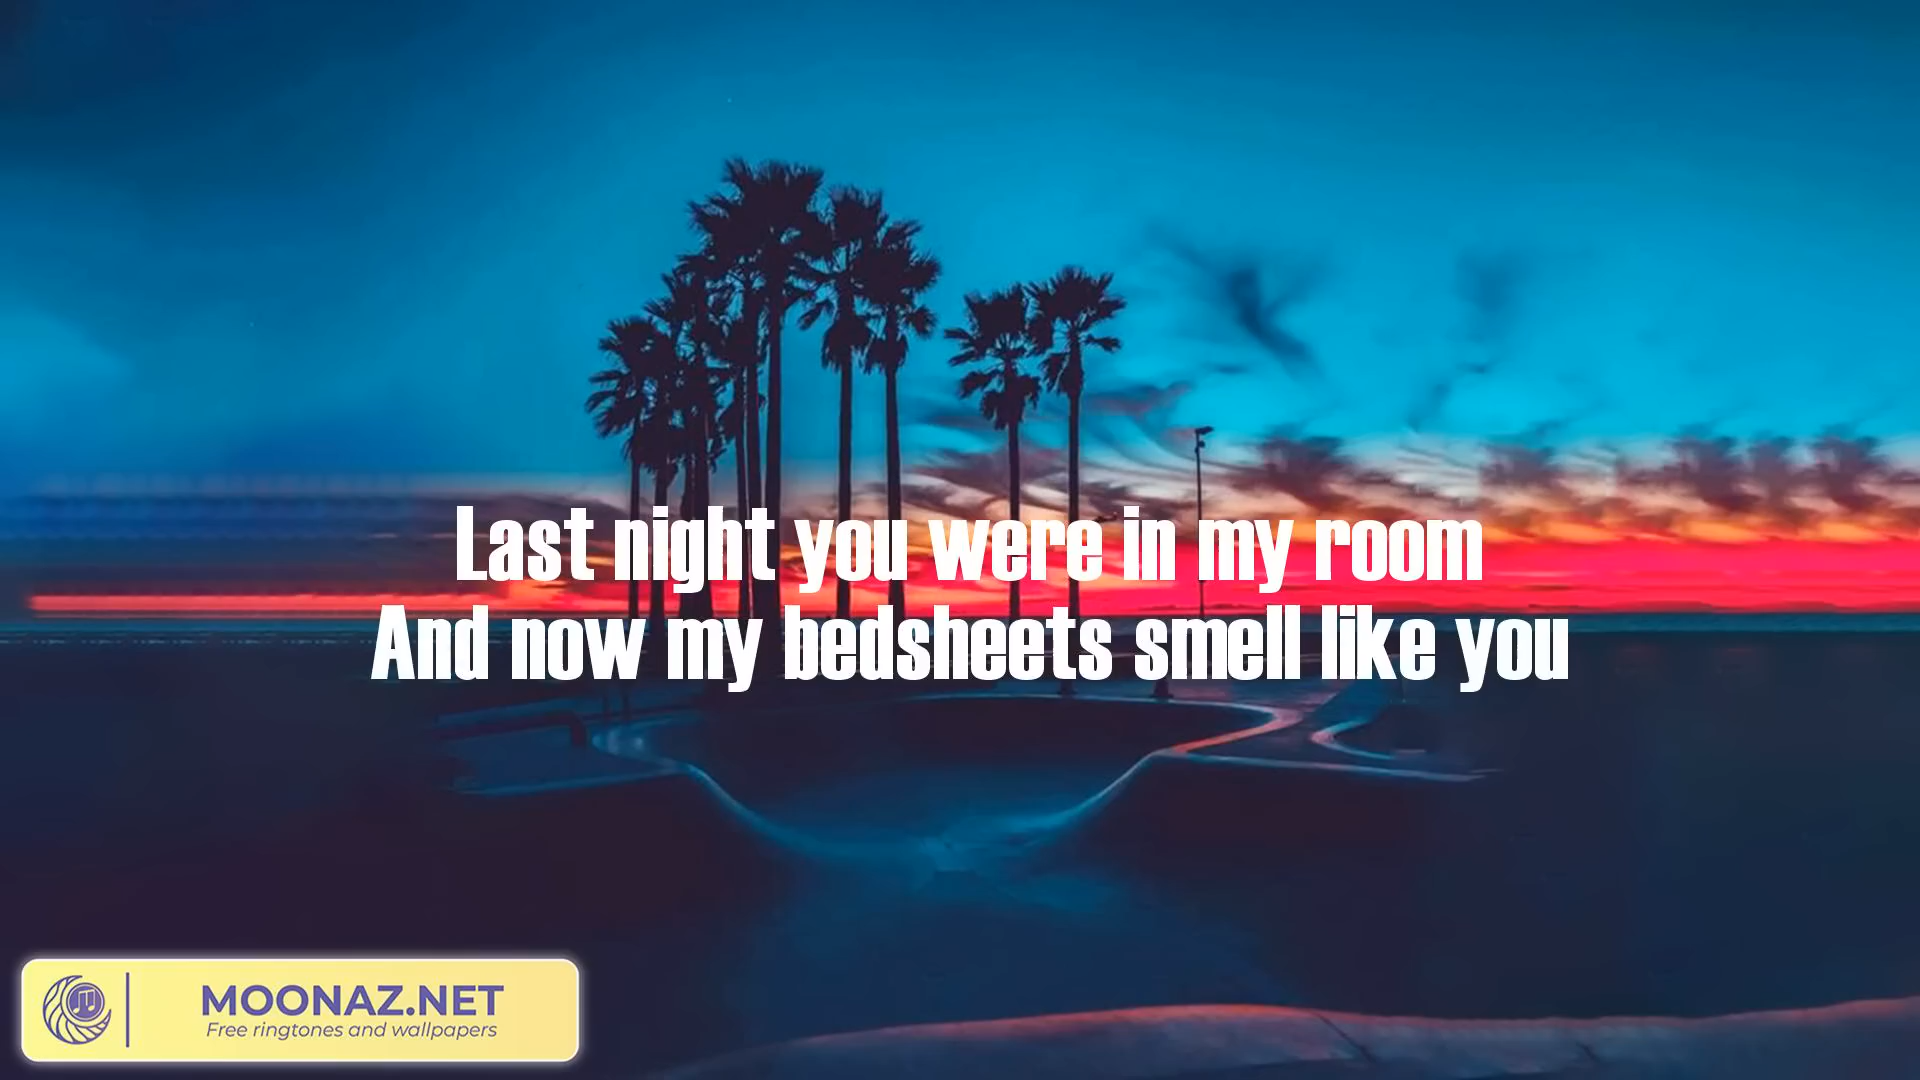 Last night you were in my room
And now my bedsheets smell like you
MOONAZ.NET
Free ringtones and wallpapers